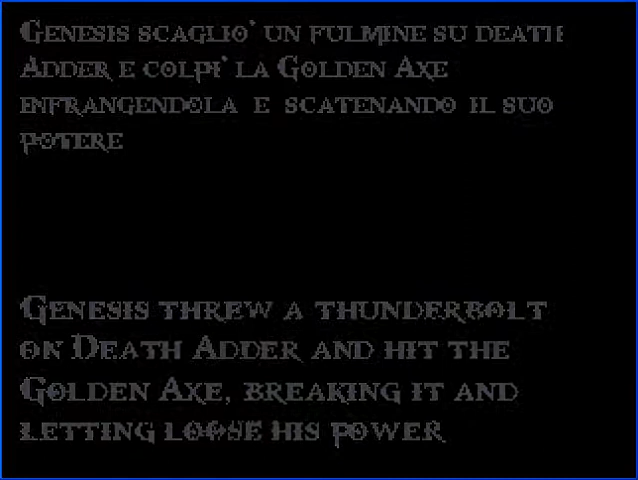 Genesis scaglio' un fulmine su death
Adder e colpi' la Golden Axe
infrangendola e scatenando il suo
potere
Genesis threw a thunderbolt
on Death Adder and hit the
Golden Axe, breaking it and
letting loose his power